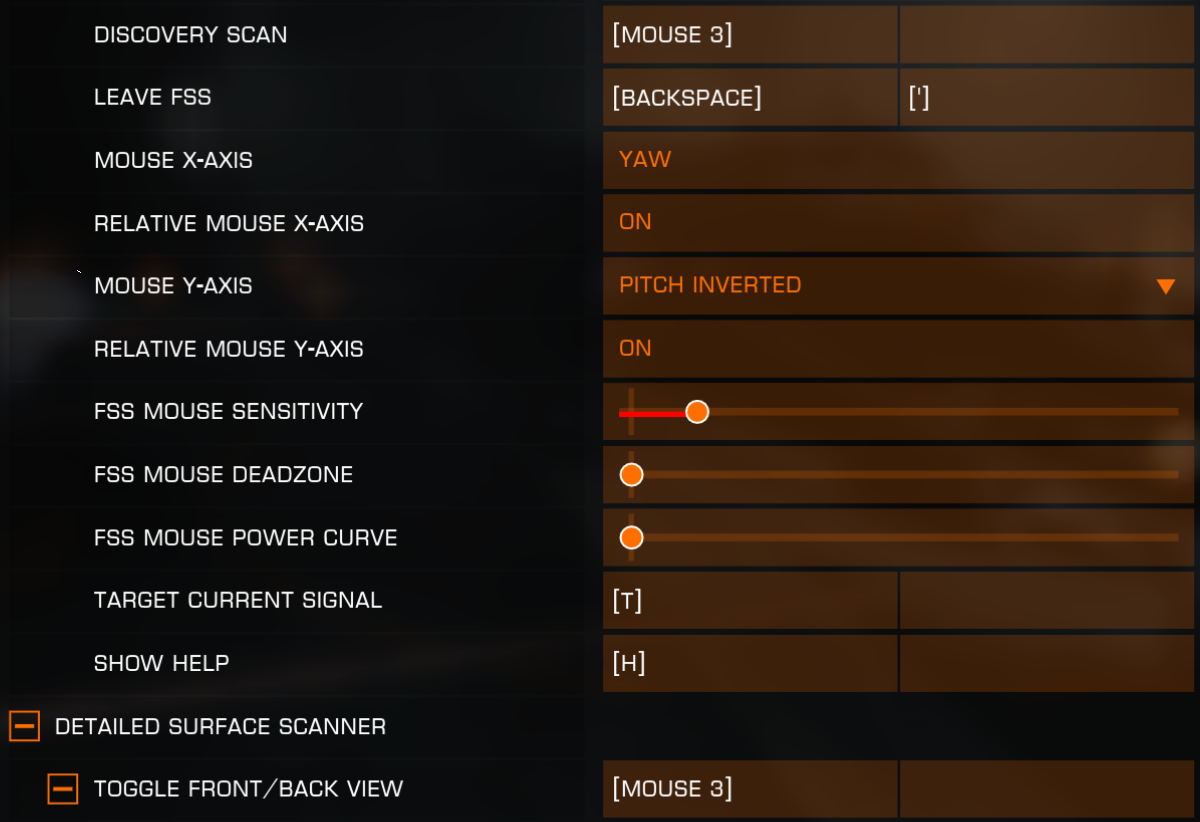 DISCOVERY SCAN [MOUSE 3]
LEAVE FSS [BACKSPACE] [']
MOUSE X-AXIS YAW
RELATIVE MOUSE X-AXIS ON
MOUSE Y-AXIS PITCH INVERTED
RELATIVE MOUSE Y-AXIS ON
FSS MOUSE SENSITIVITY
FSS MOUSE DEADZONE
FSS MOUSE POWER CURVE
TARGET CURRENT SIGNAL [T]
SHOW HELP [H]
DETAILED SURFACE SCANNER
TOGGLE FRONT/BACK VIEW [MOUSE 3]